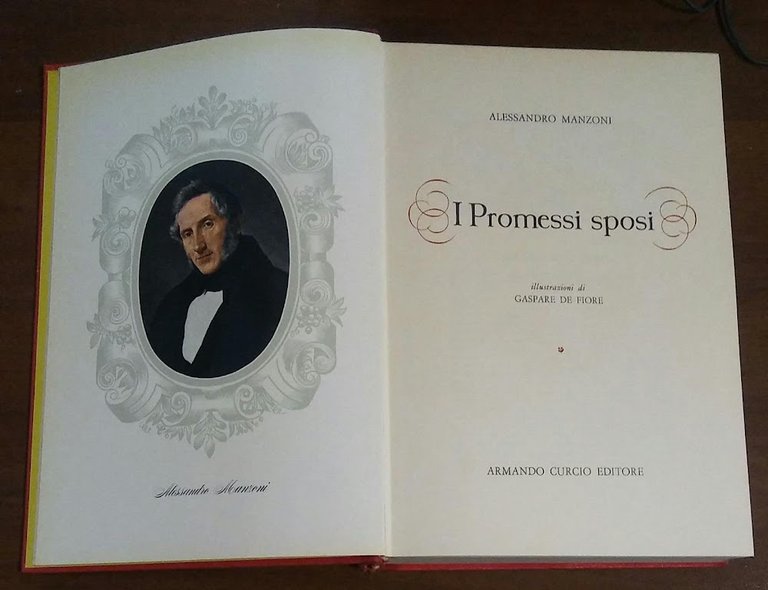 Alessandro Manzoni
ALESSANDRO MANZONI
I Promessi sposi
illustrazioni di
GASPARE DE FIORE
ARMANDO CURCIO EDITORE